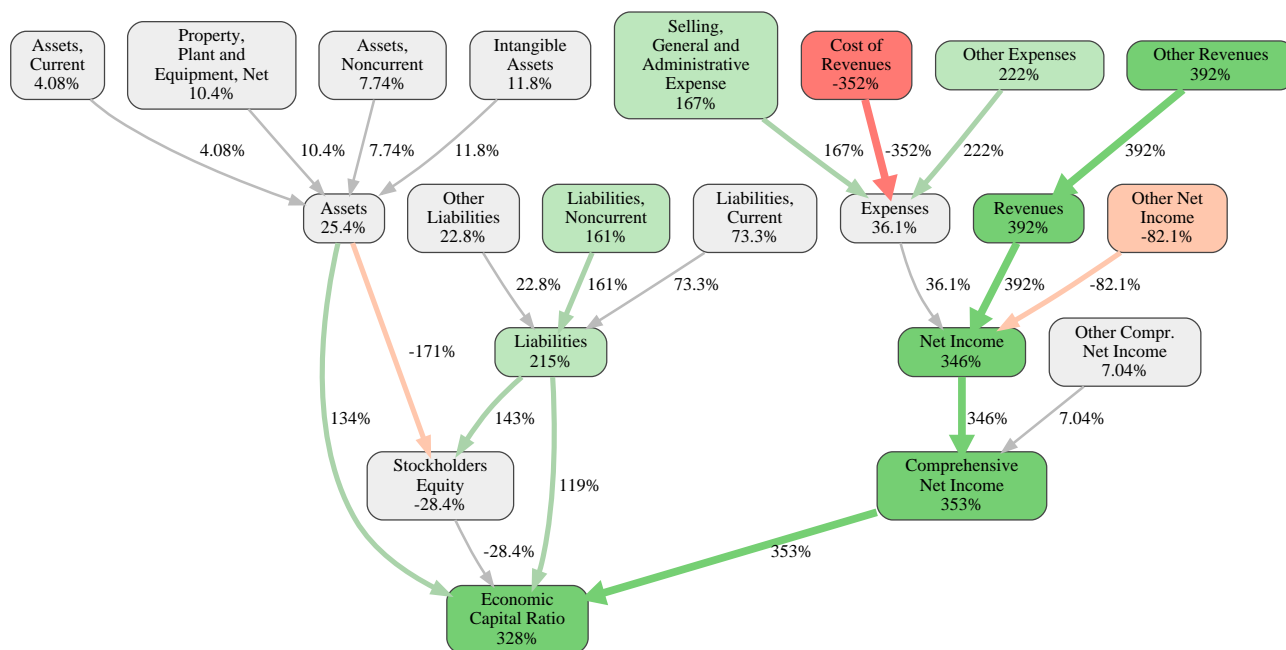 Assets,
Current
4.08%
Property,
Plant and
Equipment, Net
10.4%
Assets,
Noncurrent
7.74%
Intangible
Assets
11.8%
Selling,
General and
Administrative
Expense
167%
Cost of
Revenues
-352%
Other Expenses
222%
Other Revenues
392%
4.08%
10.4%
7.74%
11.8%
167%
-352%
222%
392%
Assets
25.4%
Other
Liabilities
22.8%
Liabilities,
Noncurrent
161%
Liabilities,
Current
73.3%
Expenses
36.1%
Revenues
392%
Other Net
Income
-82.1%
22.8%
161%
73.3%
36.1%
392%
-82.1%
-171%
Liabilities
215%
Net Income
346%
Other Compr.
Net Income
7.04%
134%
143%
346%
7.04%
Stockholders
Equity
-28.4%
119%
Comprehensive
Net Income
353%
-28.4%
353%
Economic
Capital Ratio
328%